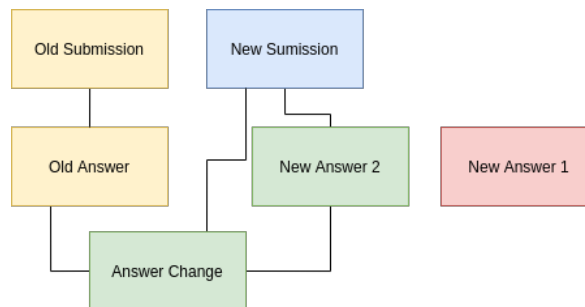 Old Submission
New Sumission
Old Answer
New Answer 2
New Answer 1
Answer Change